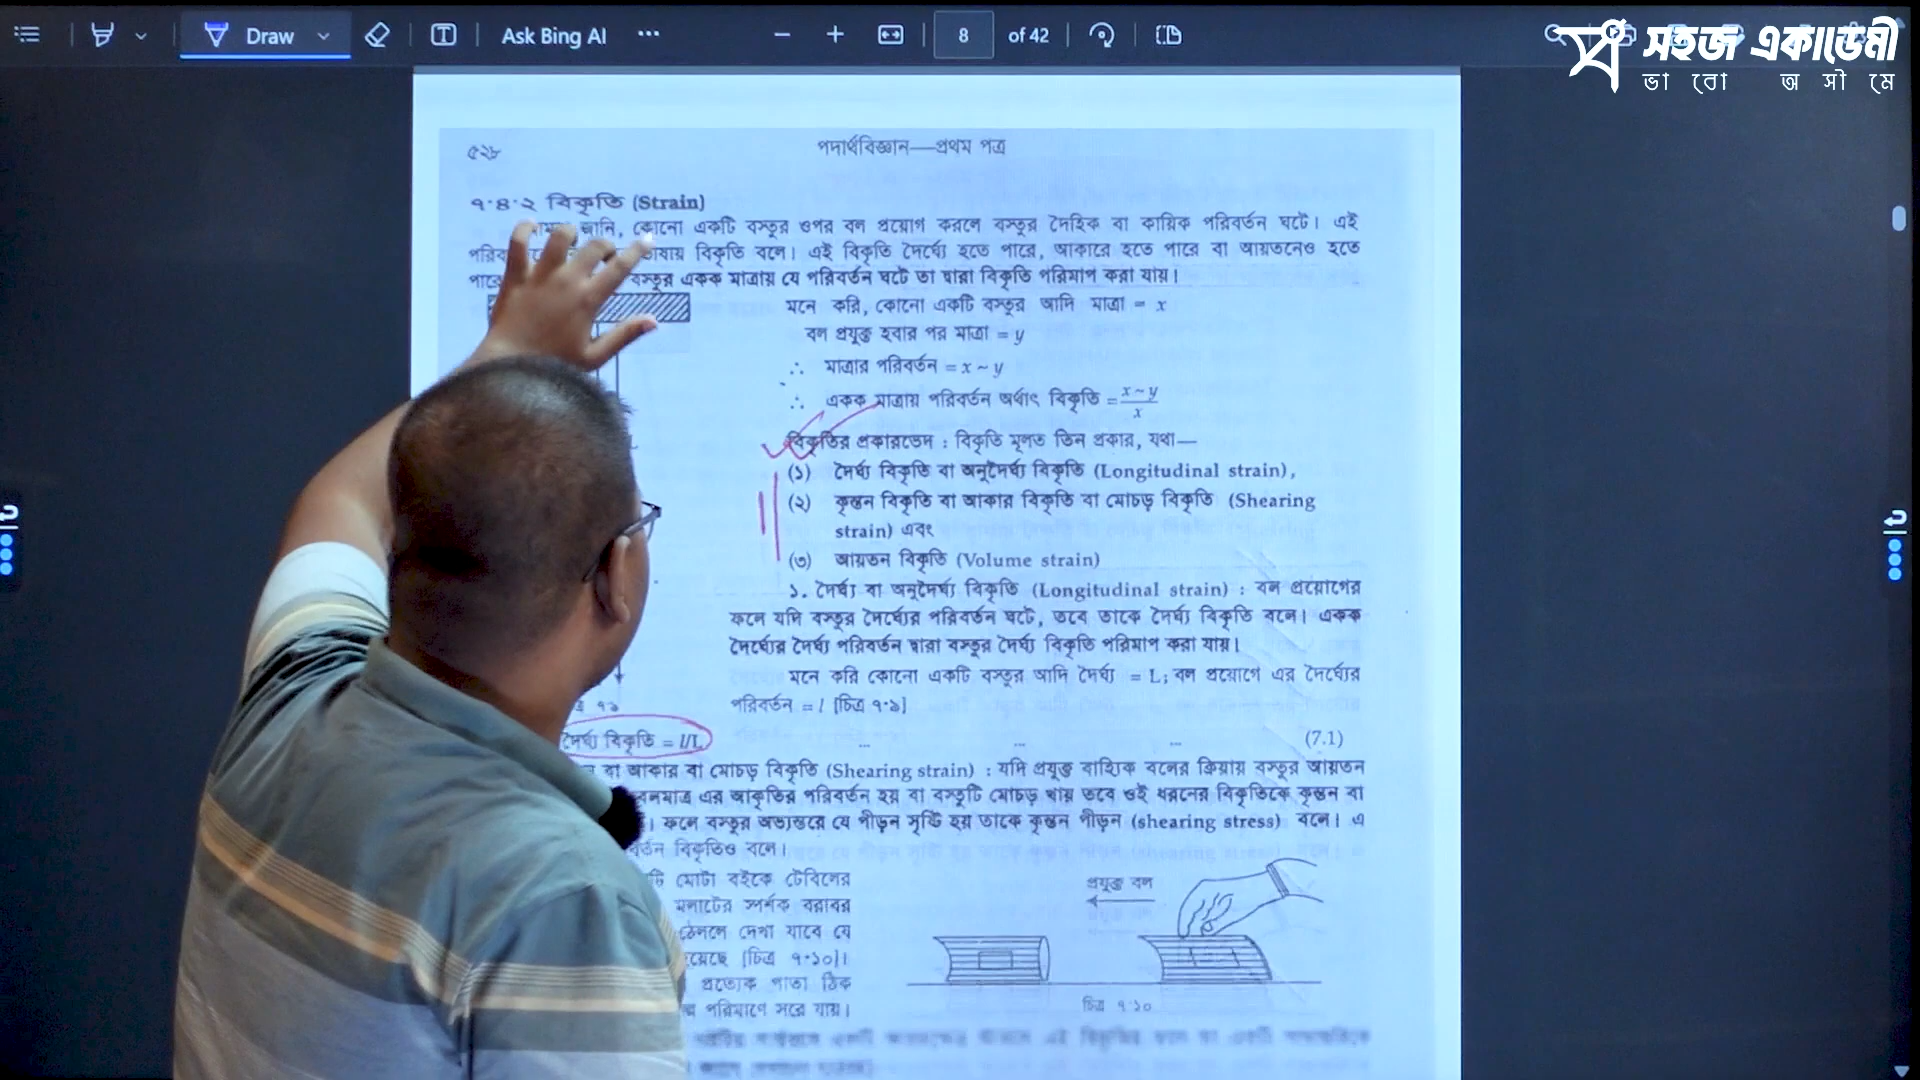 Draw
Ask Bing AI
8 of 42
সহজ একাডেমী
ভাবো অসীমে
৫২৮ পদার্থবিজ্ঞান—প্রথম পত্র
৭·৪·২ বিকৃতি (Strain)
জানি, কোনো একটি বস্তুর ওপর বল প্রয়োগ করলে বস্তুর দৈহিক বা কায়িক পরিবর্তন ঘটে। এই
বিকৃতি বলে। এই বিকৃতি দৈর্ঘ্যে হতে পারে, আকারে হতে পারে বা আয়তনেও হতে
বস্তুর একক মাত্রায় যে পরিবর্তন ঘটে তা দ্বারা বিকৃতি পরিমাপ করা যায়।
মনে করি, কোনো একটি বস্তুর আদি মাত্রা = x
বল প্রযুক্ত হবার পর মাত্রা = y
∴ মাত্রার পরিবর্তন = x ~ y
∴ একক মাত্রায় পরিবর্তন অর্থাৎ বিকৃতি = x ~ y / x
বিকৃতির প্রকারভেদ : বিকৃতি মূলত তিন প্রকার, যথা—
(১) দৈর্ঘ্য বিকৃতি বা অনুদৈর্ঘ্য বিকৃতি (Longitudinal strain),
(২) কৃন্তন বিকৃতি বা আকার বিকৃতি বা মোচড় বিকৃতি (Shearing
strain) এবং
(৩) আয়তন বিকৃতি (Volume strain)
১. দৈর্ঘ্য বা অনুদৈর্ঘ্য বিকৃতি (Longitudinal strain) : বল প্রয়োগের
ফলে যদি বস্তুর দৈর্ঘ্যের পরিবর্তন ঘটে, তবে তাকে দৈর্ঘ্য বিকৃতি বলে। একক
দৈর্ঘ্যের দৈর্ঘ্য পরিবর্তন দ্বারা বস্তুর দৈর্ঘ্য বিকৃতি পরিমাপ করা যায়।
মনে করি কোনো একটি বস্তুর আদি দৈর্ঘ্য = L; বল প্রয়োগে এর দৈর্ঘ্যের
পরিবর্তন = l [চিত্র ৭·৯]
৭·৯
দৈর্ঘ্য বিকৃতি = l/L ... ... ... (7.1)
বা আকার বা মোচড় বিকৃতি (Shearing strain) : যদি প্রযুক্ত বাহ্যিক বলের ক্রিয়ায় বস্তুর আয়তন
এর আকৃতির পরিবর্তন হয় বা বস্তুটি মোচড় খায় তবে ওই ধরনের বিকৃতিকে কৃন্তন বা
। ফলে বস্তুর অভ্যন্তরে যে পীড়ন সৃষ্টি হয় তাকে কৃন্তন পীড়ন (shearing stress) বলে। এ
বিকৃতিও বলে।
মোটা বইকে টেবিলের
মলাটের স্পর্শক বরাবর
ঠেললে দেখা যাবে যে
[চিত্র ৭·১০]।
প্রত্যেক পাতা ঠিক
পরিমাণে সরে যায়।
প্রযুক্ত বল
চিত্র ৭·১০